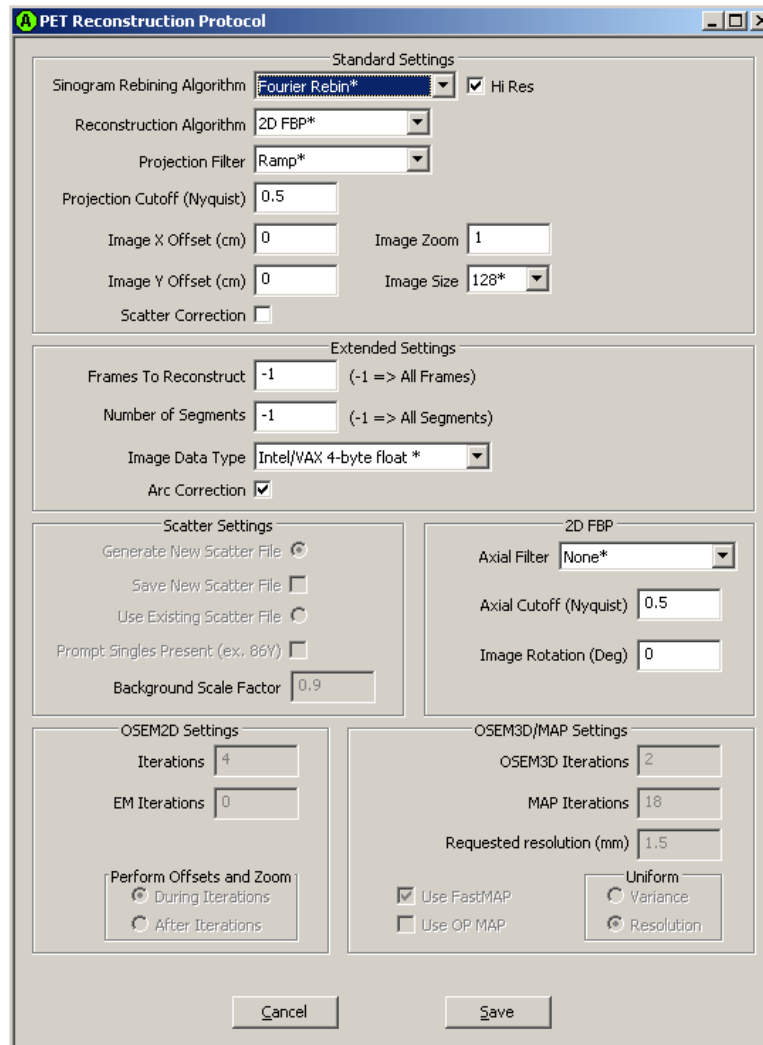 A PET Reconstruction Protocol
Standard Settings
Sinogram Rebining Algorithm Fourier Rebin* Hi Res
Reconstruction Algorithm 2D FBP*
Projection Filter Ramp*
Projection Cutoff (Nyquist) 0.5
Image X Offset (cm) 0 Image Zoom 1
Image Y Offset (cm) 0 Image Size 128*
Scatter Correction
Extended Settings
Frames To Reconstruct -1 (-1 => All Frames)
Number of Segments -1 (-1 => All Segments)
Image Data Type Intel/VAX 4-byte float *
Arc Correction
Scatter Settings
Generate New Scatter File
Save New Scatter File
Use Existing Scatter File
Prompt Singles Present (ex. 86Y)
Background Scale Factor 0.9
2D FBP
Axial Filter None*
Axial Cutoff (Nyquist) 0.5
Image Rotation (Deg) 0
OSEM2D Settings
Iterations 4
EM Iterations 0
Perform Offsets and Zoom
During Iterations
After Iterations
OSEM3D/MAP Settings
OSEM3D Iterations 2
MAP Iterations 18
Requested resolution (mm) 1.5
Use FastMAP
Use OP MAP
Uniform
Variance
Resolution
Cancel Save